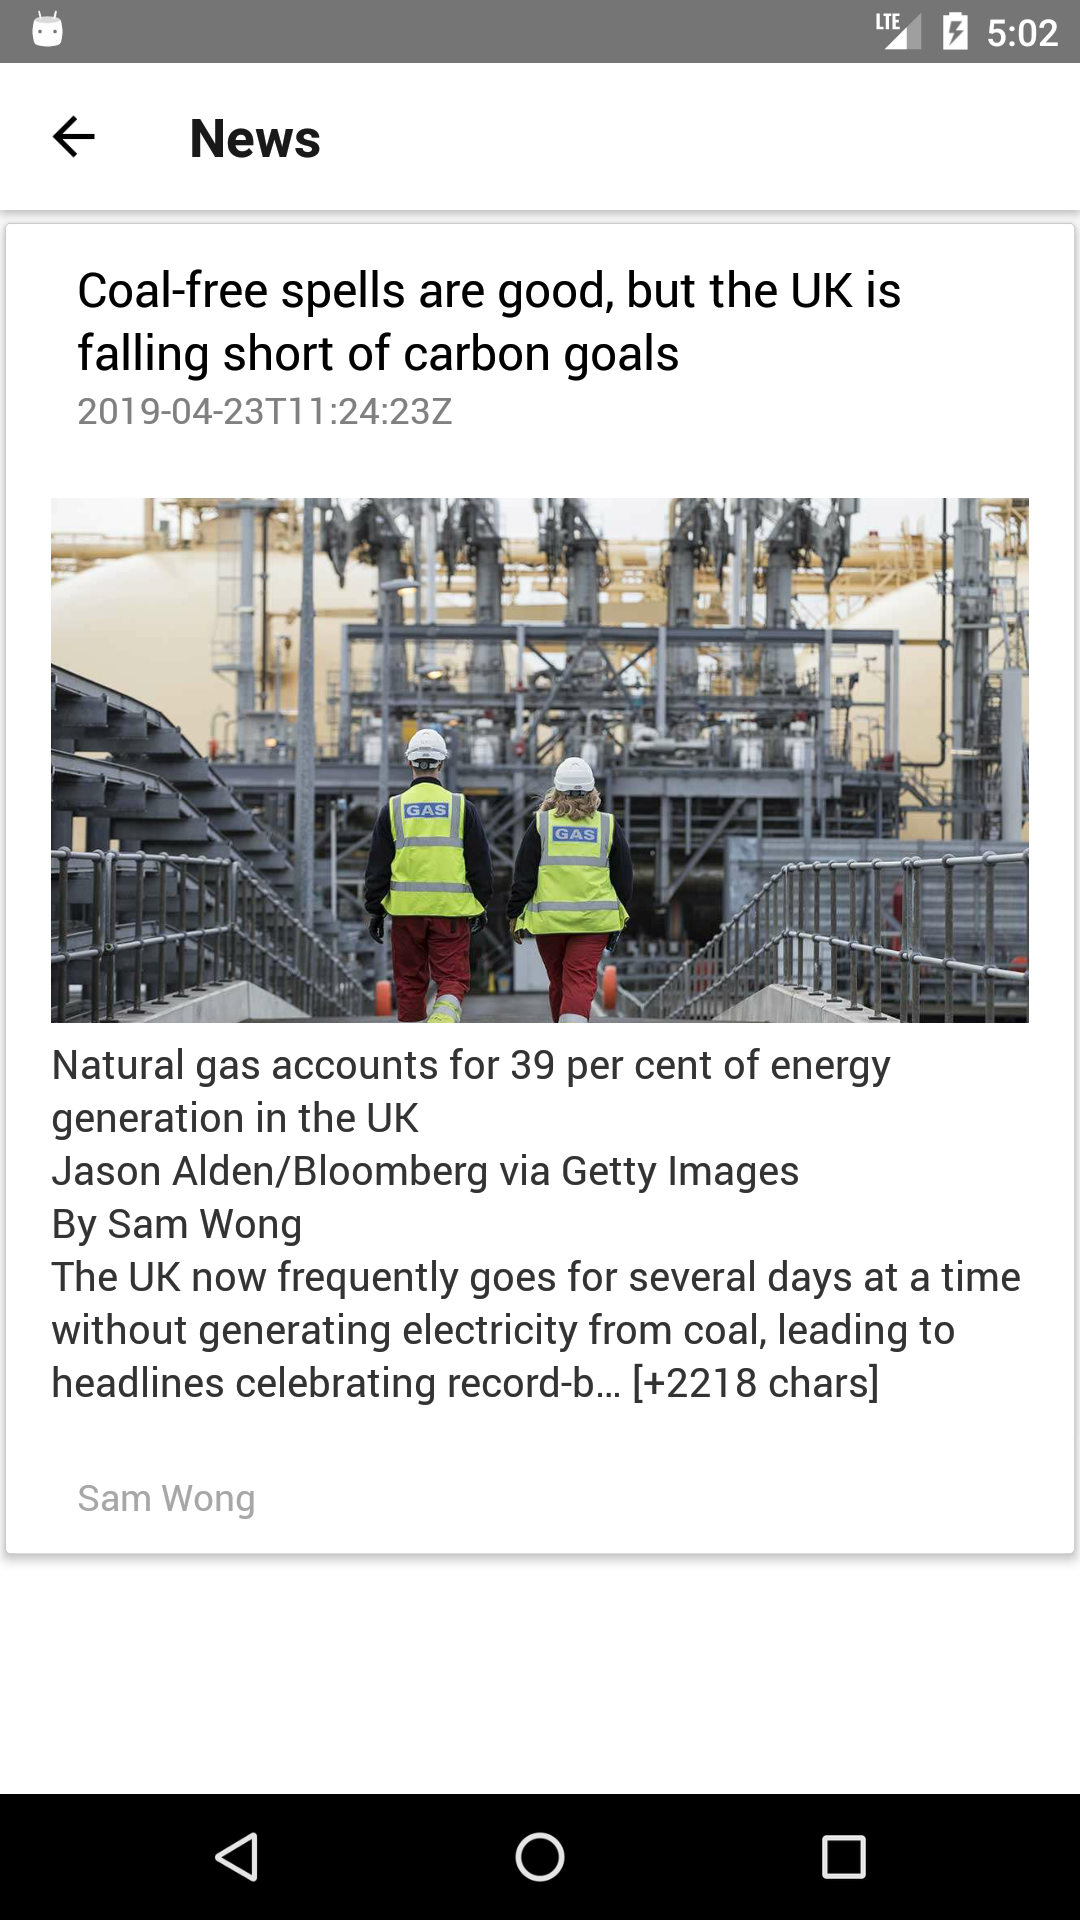 LTE 5:02
News
Coal-free spells are good, but the UK is
falling short of carbon goals
2019-04-23T11:24:23Z
GAS
GAS
Natural gas accounts for 39 per cent of energy
generation in the UK
Jason Alden/Bloomberg via Getty Images
By Sam Wong
The UK now frequently goes for several days at a time
without generating electricity from coal, leading to
headlines celebrating record-b… [+2218 chars]
Sam Wong